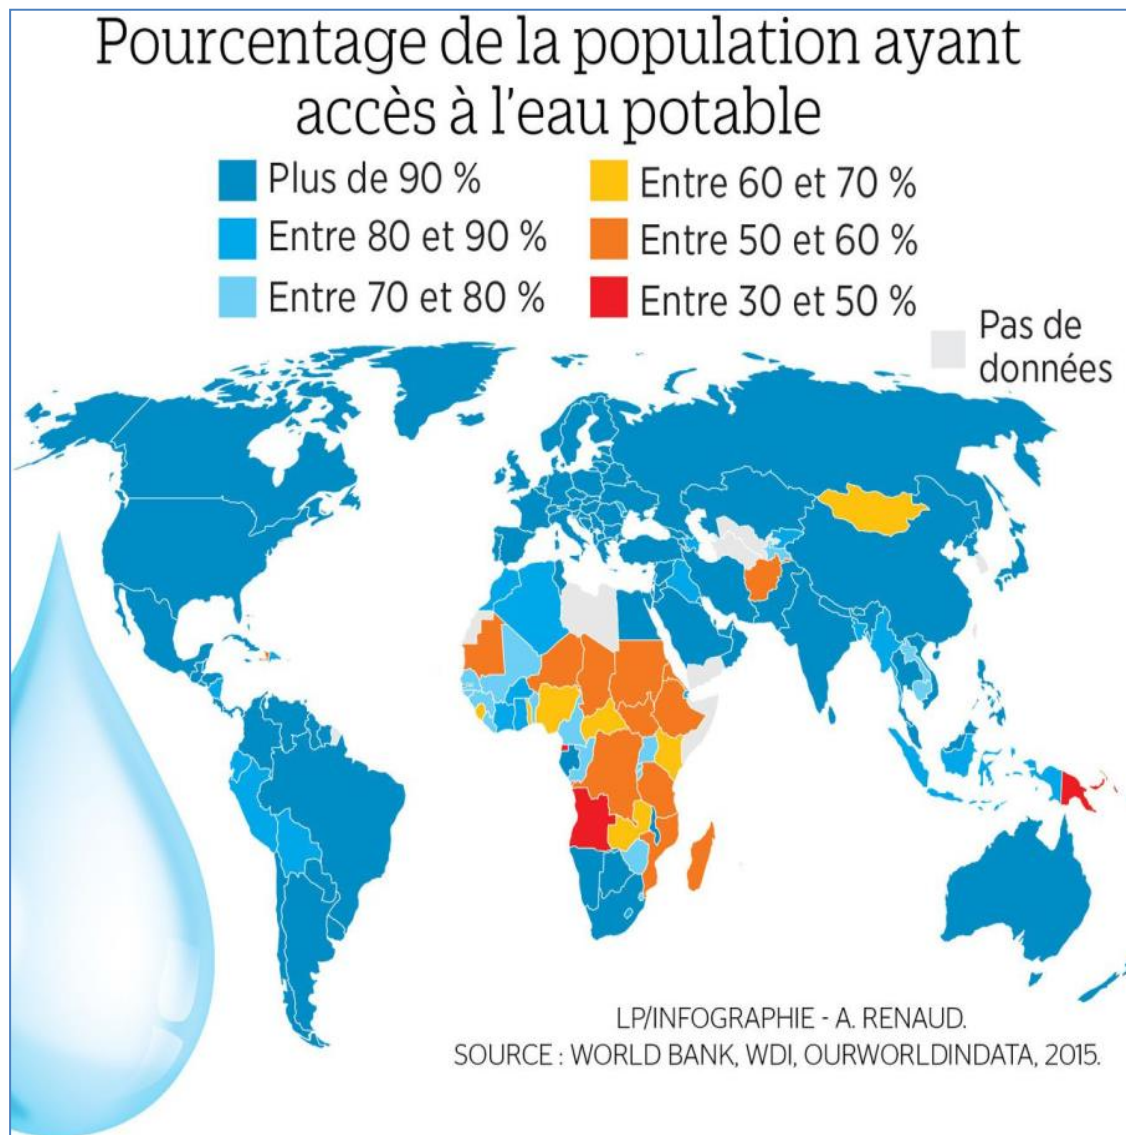 Pourcentage de la population ayant
accès à l'eau potable
Plus de 90 %
Entre 80 et 90 %
Entre 70 et 80 %
Entre 60 et 70 %
Entre 50 et 60 %
Entre 30 et 50 %
Pas de
données
LP/INFOGRAPHIE - A. RENAUD.
SOURCE : WORLD BANK, WDI, OURWORLDINDATA, 2015.